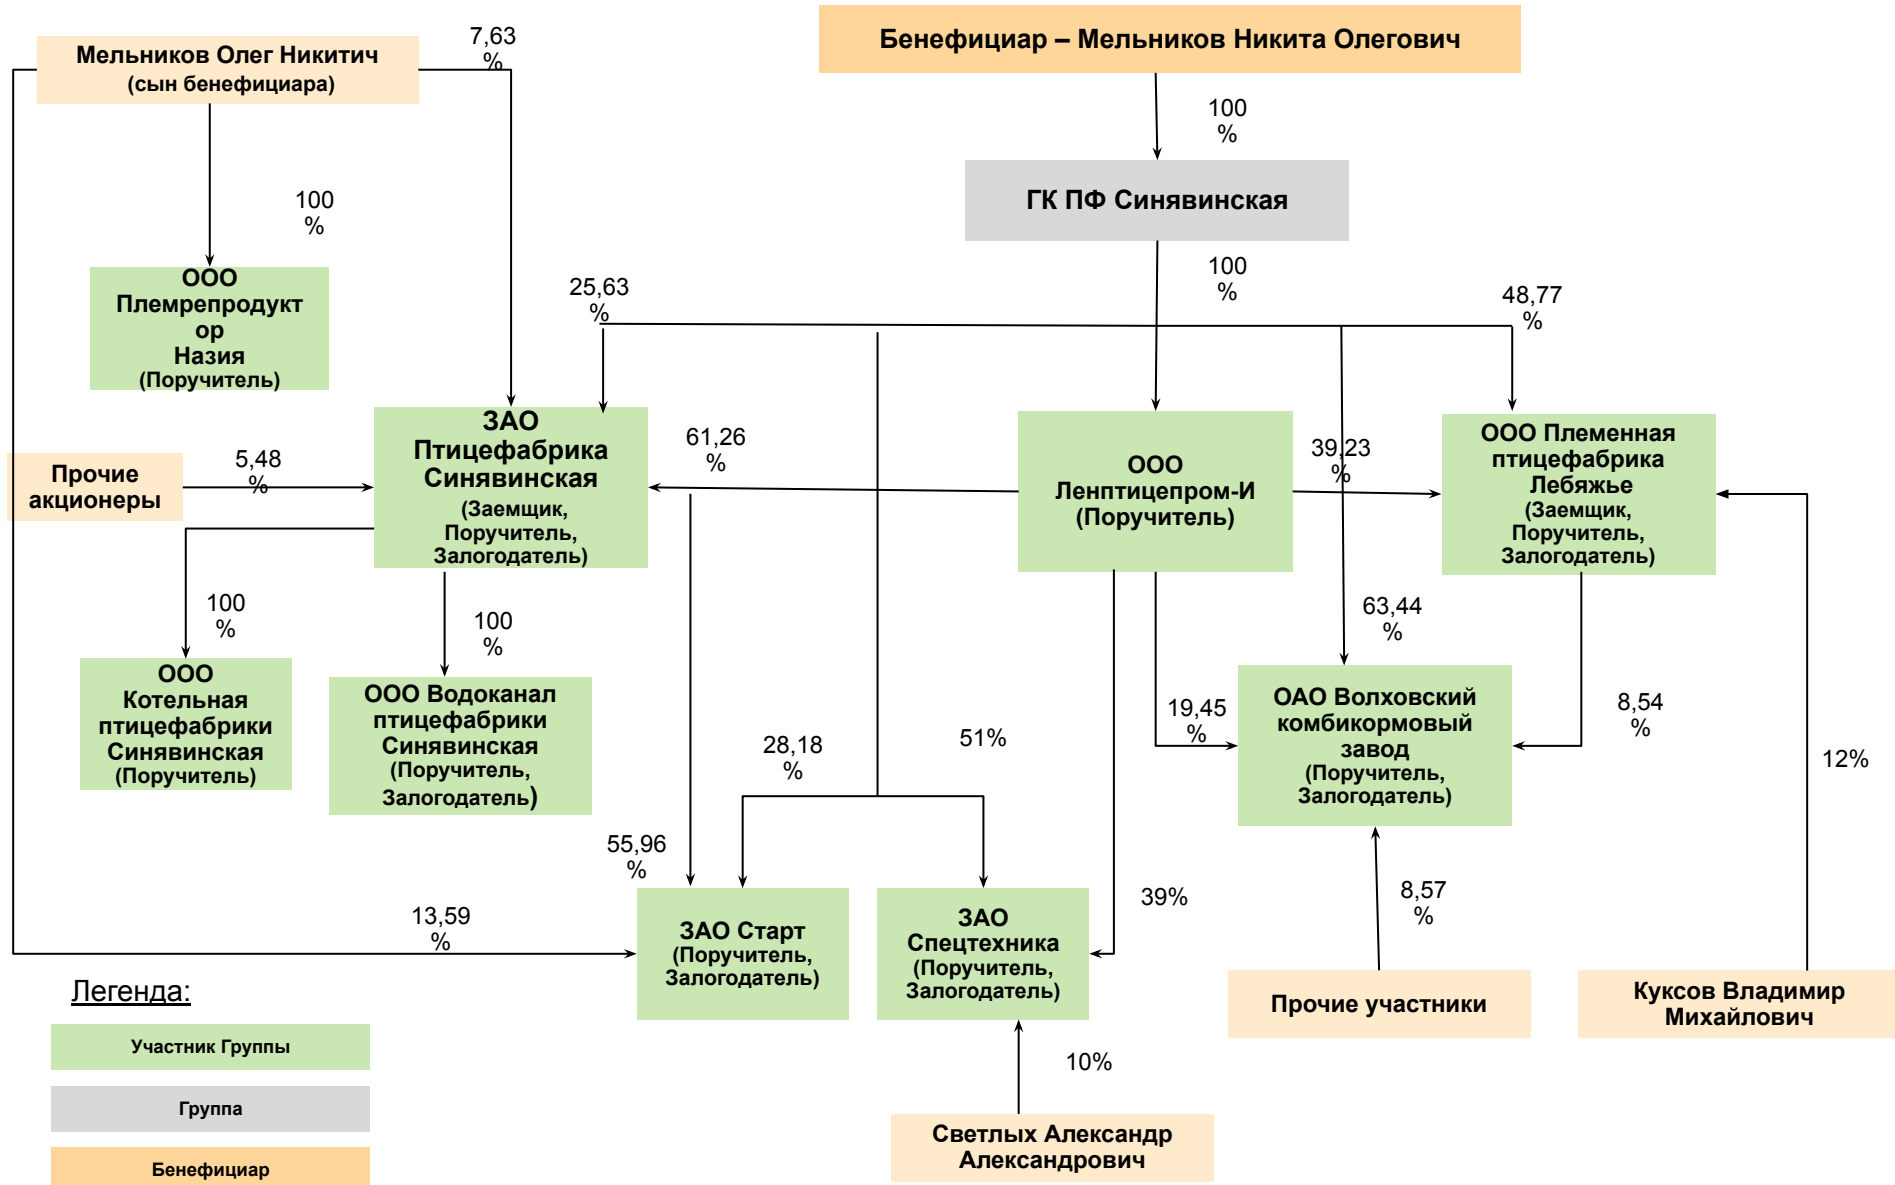 Мельников Олег Никитич
(сын бенефициара)
7,63
%
Бенефициар – Мельников Никита Олегович
100
%
ГК ПФ Синявинская
100
%
100
%
ООО
Племрепродукт
ор
Назия
(Поручитель)
25,63
%
48,77
%
ЗАО
Птицефабрика
Синявинская
(Заемщик,
Поручитель,
Залогодатель)
61,26
%
ООО
Ленптицепром-И
(Поручитель)
39,23
%
ООО Племенная
птицефабрика
Лебяжье
(Заемщик,
Поручитель,
Залогодатель)
Прочие
акционеры
5,48
%
100
%
100
%
63,44
%
ООО
Котельная
птицефабрики
Синявинская
(Поручитель)
ООО Водоканал
птицефабрики
Синявинская
(Поручитель,
Залогодатель)
28,18
%
51%
19,45
%
ОАО Волховский
комбикормовый
завод
(Поручитель,
Залогодатель)
8,54
%
12%
55,96
%
13,59
%
ЗАО Старт
(Поручитель,
Залогодатель)
ЗАО
Спецтехника
(Поручитель,
Залогодатель)
39%
8,57
%
Прочие участники
Куксов Владимир
Михайлович
10%
Светлых Александр
Александрович
Легенда:
Участник Группы
Группа
Бенефициар